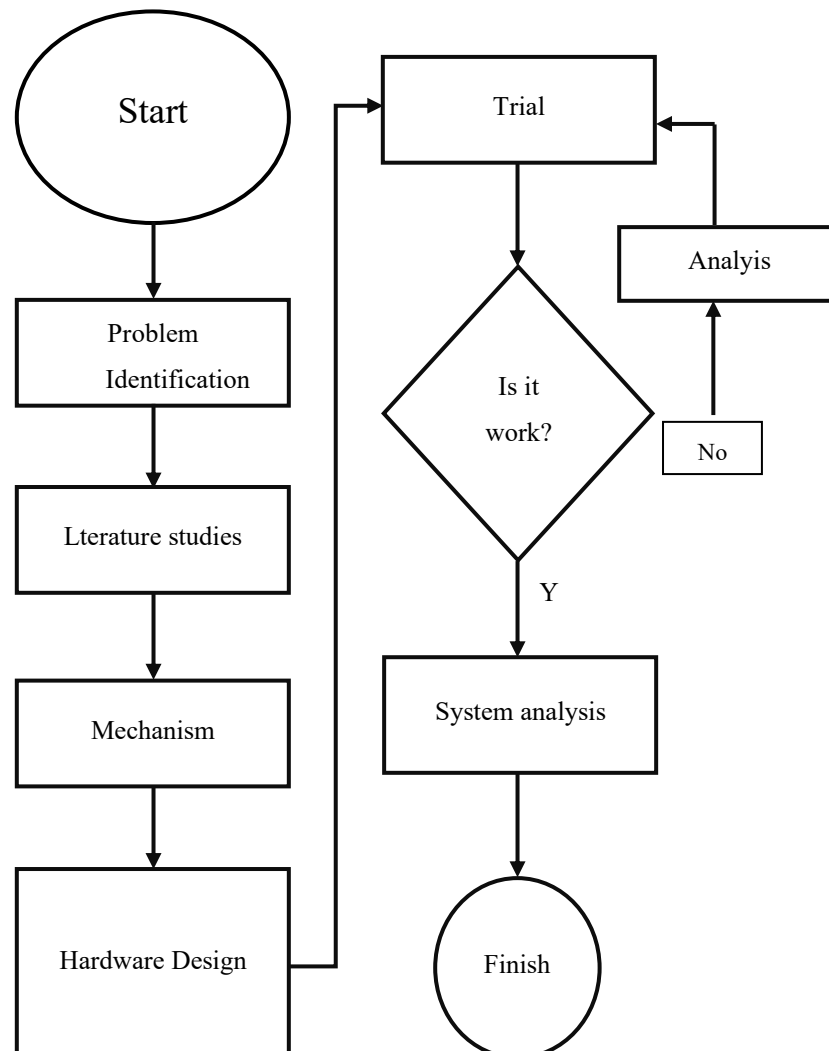 Start
Problem
Identification
Lterature studies
Mechanism
Hardware Design
Trial
Analyis
Is it
work?
No
Y
System analysis
Finish